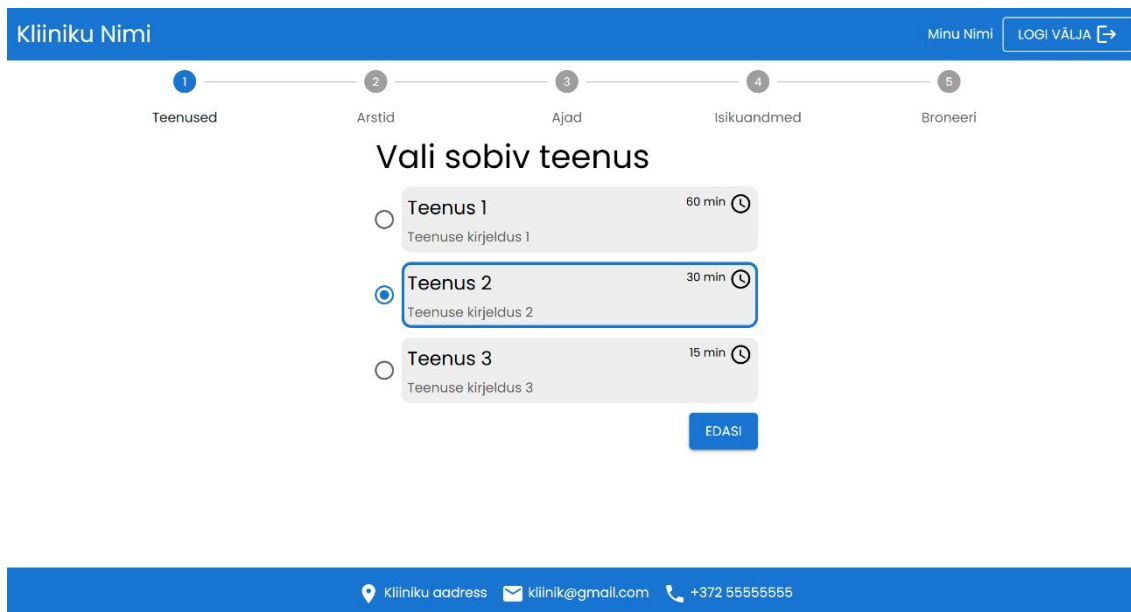 Kliiniku Nimi
Minu Nimi
LOGI VÄLJA
1 2 3 4 5
Teenused Arstid Ajad Isikuandmed Broneeri
Vali sobiv teenus
Teenus 1 60 min
Teenuse kirjeldus 1
Teenus 2 30 min
Teenuse kirjeldus 2
Teenus 3 15 min
Teenuse kirjeldus 3
EDASI
Kliiniku aadress kliinik@gmail.com +372 55555555